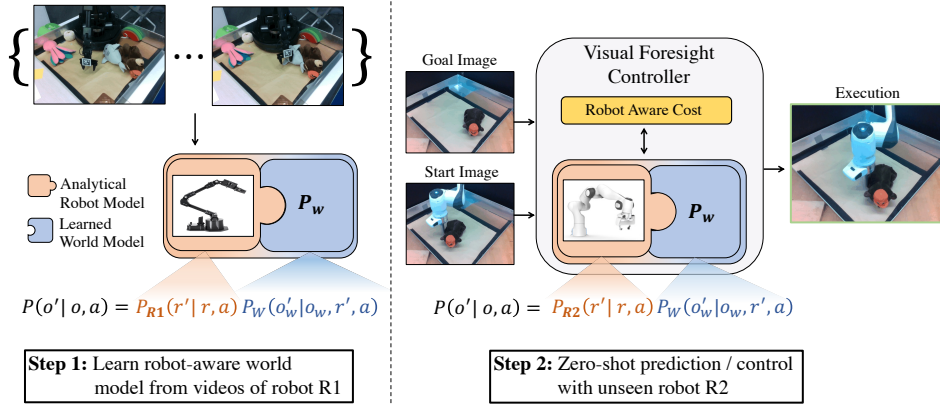 { ... }
Analytical
Robot Model
Learned
World Model
P_w
P(o'| o, a) = P_R1(r'| r, a) P_W(o'_w|o_w, r', a)
Step 1: Learn robot-aware world
model from videos of robot R1
Goal Image
Start Image
Visual Foresight
Controller
Robot Aware Cost
P_w
Execution
P(o'| o, a) = P_R2(r'| r, a) P_W(o'_w|o_w, r', a)
Step 2: Zero-shot prediction / control
with unseen robot R2